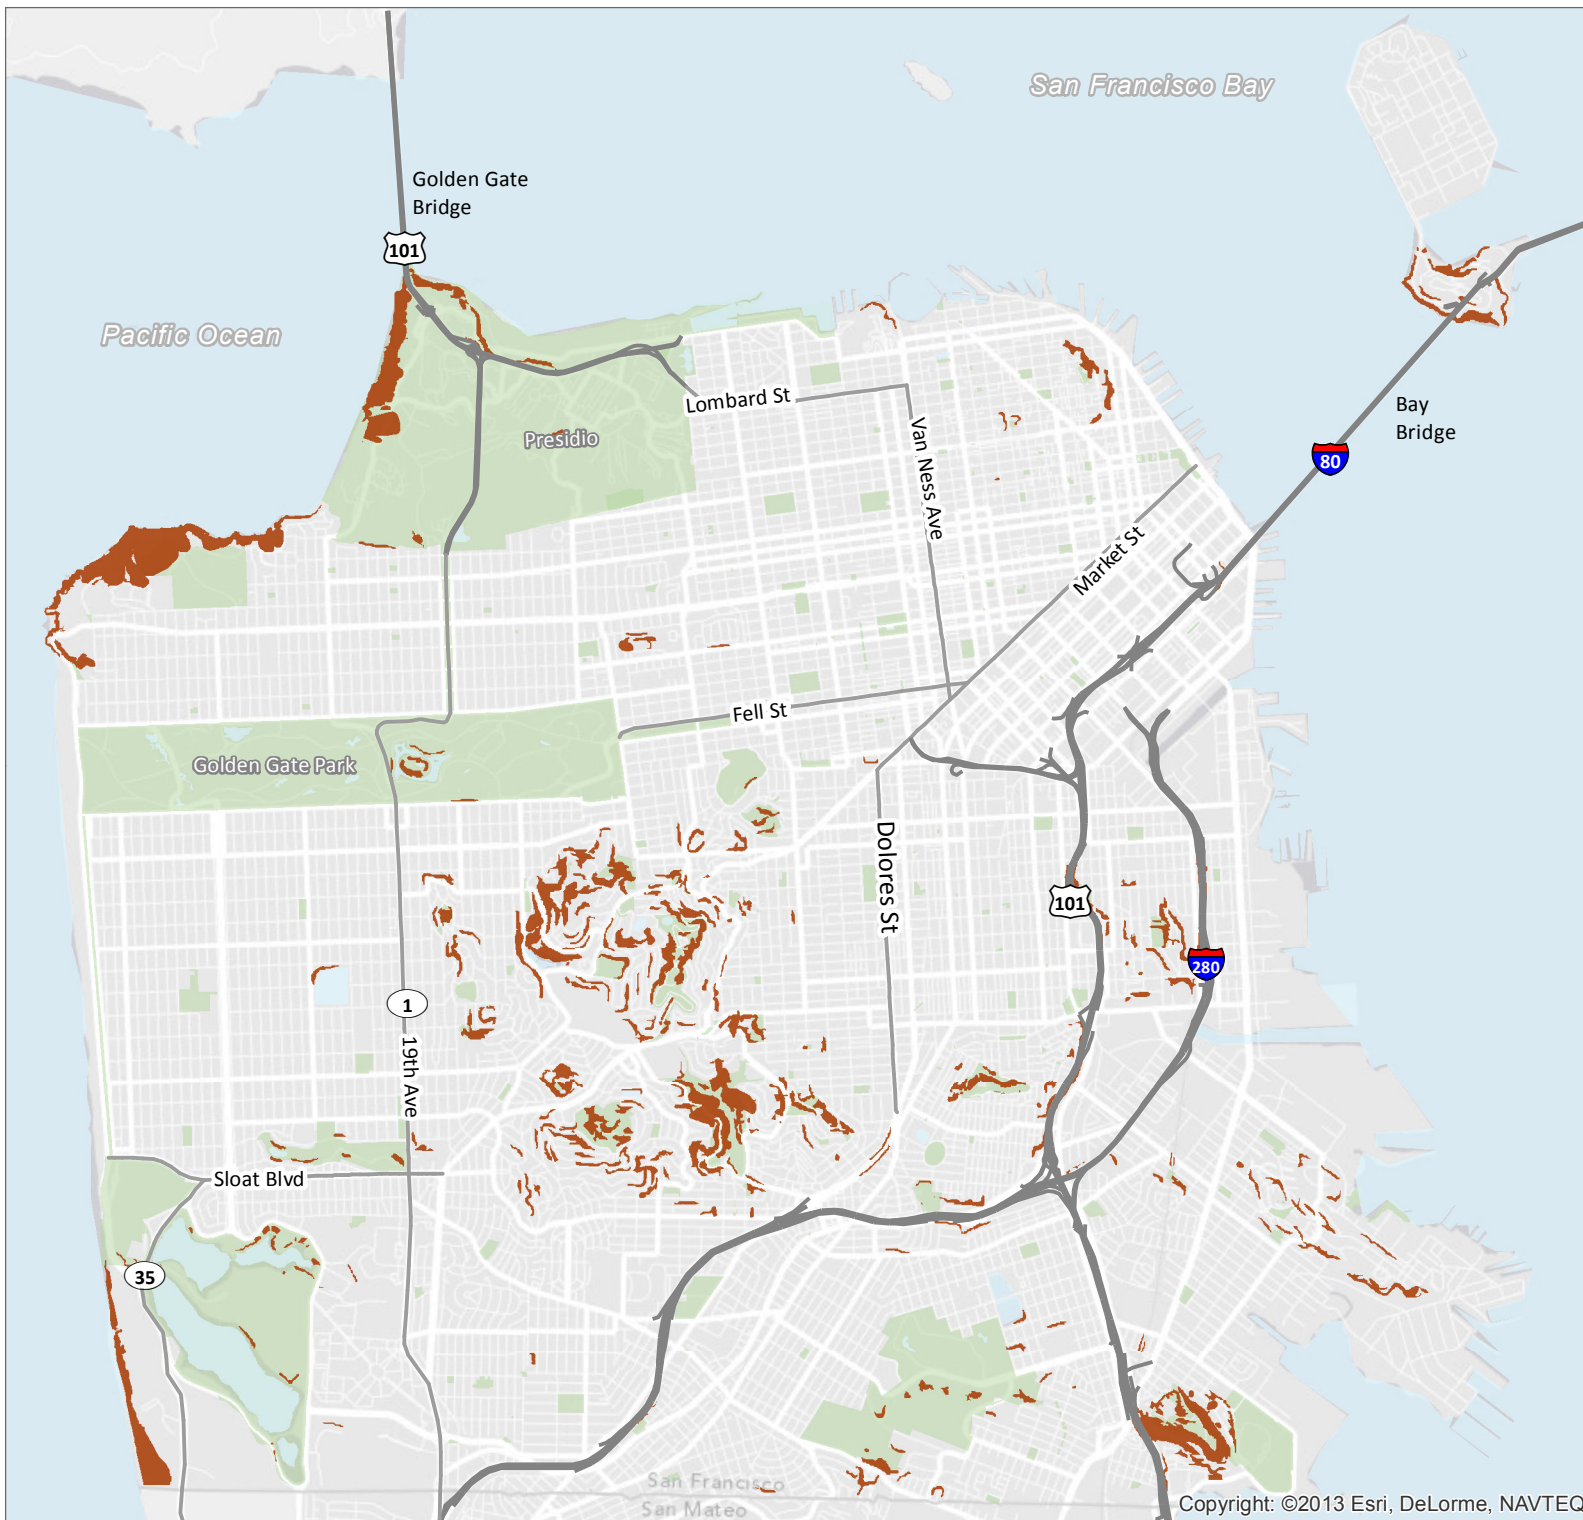 San Francisco Bay
Golden Gate
Bridge
101
Pacific Ocean
Lombard St
Presidio
Van Ness Ave
Bay
Bridge
80
Market St
Fell St
Golden Gate Park
Dolores St
101
280
1
19th Ave
Sloat Blvd
35
San Francisco
San Mateo
Copyright: ©2013 Esri, DeLorme, NAVTEQ